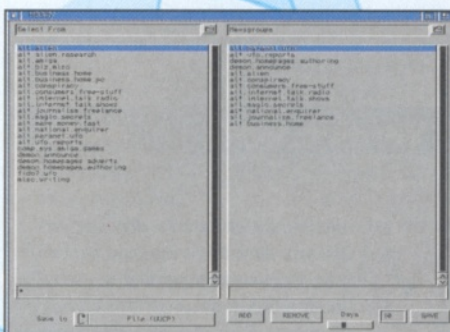 Select From
alt.alien.research
alt.amiga
alt.biz.misc
alt.business.home
alt.business.home.pc
alt.conspiracy
alt.consumers.free-stuff
alt.internet.talk.radio
alt.internet.talk.shows
alt.journalism.freelance
alt.magic.secrets
alt.make.money.fast
alt.national.enquirer
alt.paranet.ufo
alt.ufo.reports
comp.sys.amiga.games
demon.announce
demon.homepages.adverts
demon.homepages.authoring
misc.writing
Save to
File (UUCP)
Newsgroups
alt.ufo.reports
demon.homepages.authoring
demon.announce
alt.alien
alt.conspiracy
alt.consumers.free-stuff
alt.internet.talk.radio
alt.internet.talk.shows
alt.magic.secrets
alt.national.enquirer
alt.journalism.freelance
alt.business.home
ADD
REMOVE
Days
SAVE